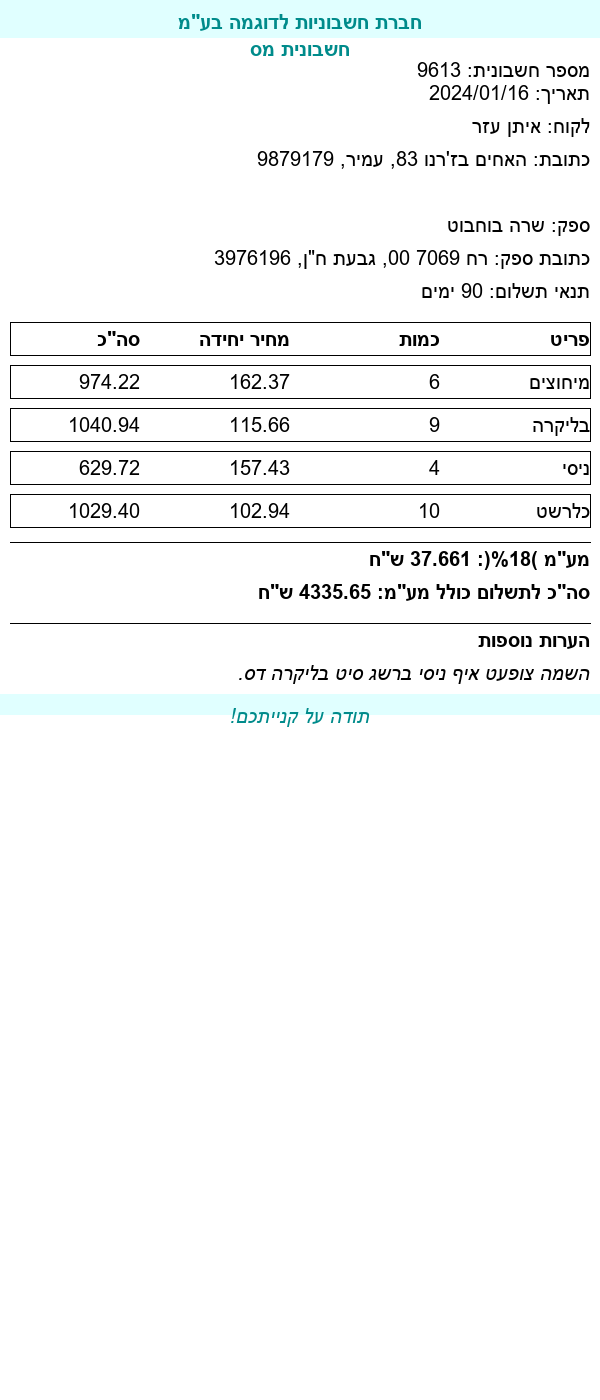 חברת חשבוניות לדוגמה בע"מ
חשבונית מס
מספר חשבונית: 9613
תאריך: 2024/01/16
לקוח: איתן עזר
כתובת: האחים בז'רנו 83, עמיר, 9879179
ספק: שרה בוחבוט
כתובת ספק: רח 7069 00, גבעת ח"ן, 3976196
תנאי תשלום: 90 ימים
פריט כמות מחיר יחידה סה"כ
מיחוצים 6 162.37 974.22
בליקרה 9 115.66 1040.94
ניסי 4 157.43 629.72
כלרשט 10 102.94 1029.40
מע"מ )18%(: 37.661 ש"ח
סה"כ לתשלום כולל מע"מ: 4335.65 ש"ח
הערות נוספות
השמה צופעט איף ניסי ברשג סיט בליקרה דס.
תודה על קנייתכם!